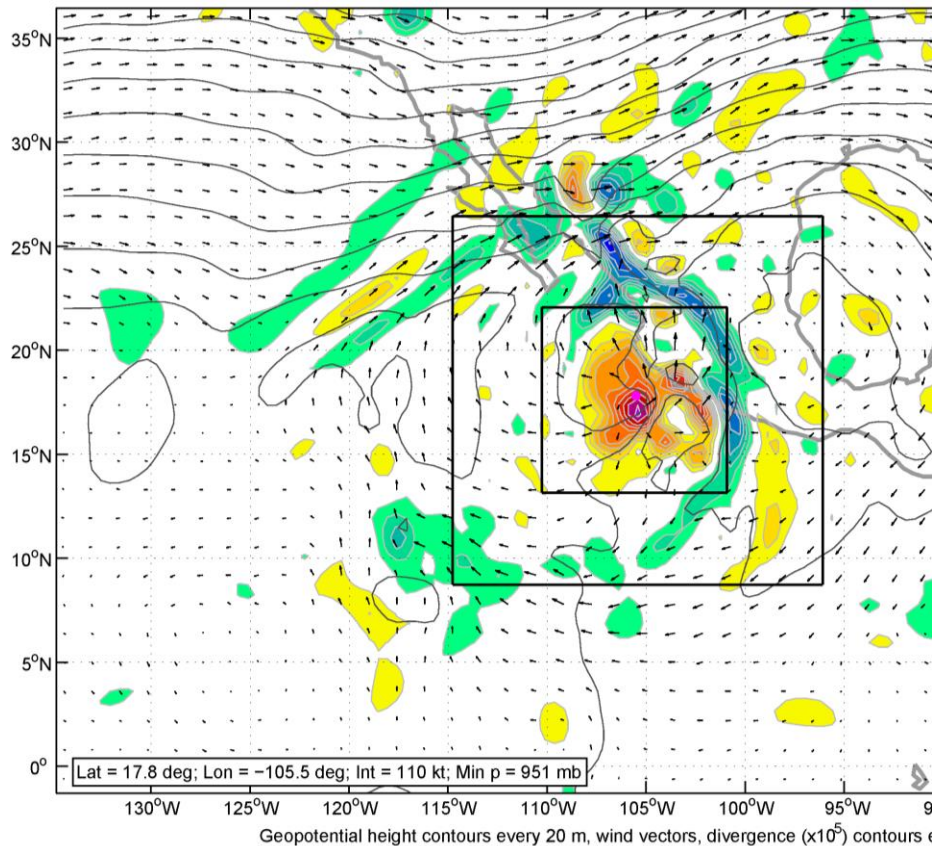 35°N
30°N
25°N
20°N
15°N
10°N
5°N
0°
Lat = 17.8 deg; Lon = −105.5 deg; Int = 110 kt; Min p = 951 mb
130°W 125°W 120°W 115°W 110°W 105°W 100°W 95°W 9
Geopotential height contours every 20 m, wind vectors, divergence (x10⁵) contours e